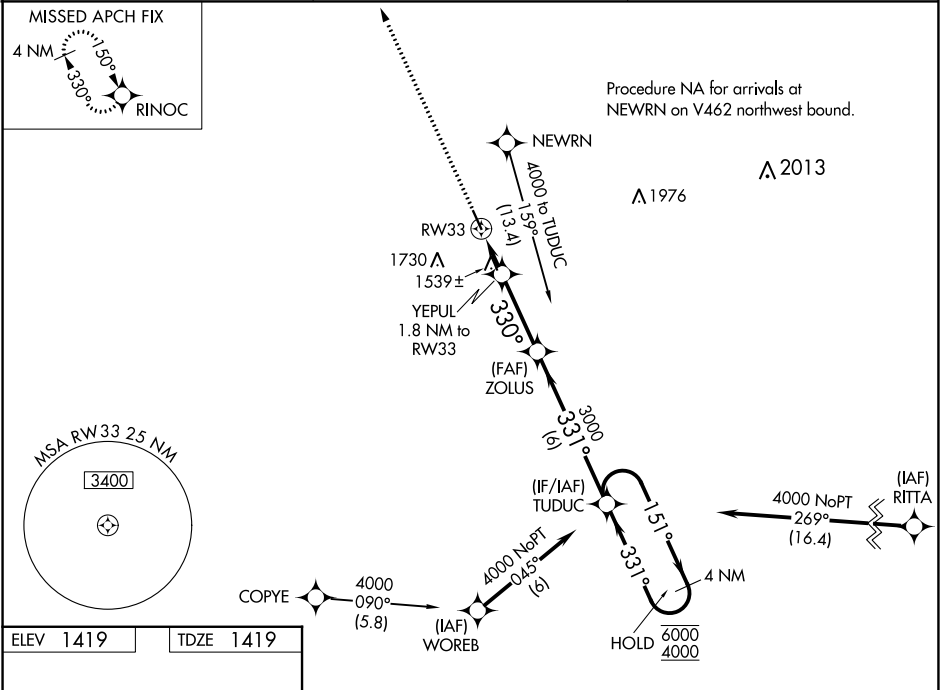 MISSED APCH FIX
4 NM
150°
330°
RINOC
Procedure NA for arrivals at
NEWRN on V462 northwest bound.
NEWRN
2013
1976
4000 to TUDUC
159°
(13.4)
RW33
1730
1539±
YEPUL
1.8 NM to
RW33
330°
(FAF)
ZOLUS
3000
331°
(6)
MSA RW33 25 NM
3400
(IF/IAF)
TUDUC
151°
331°
4 NM
HOLD
6000
4000
(IAF)
RITTA
4000 NoPT
269°
(16.4)
4000 NoPT
045°
(6)
COPYE
4000
090°
(5.8)
(IAF)
WOREB
ELEV 1419
TDZE 1419